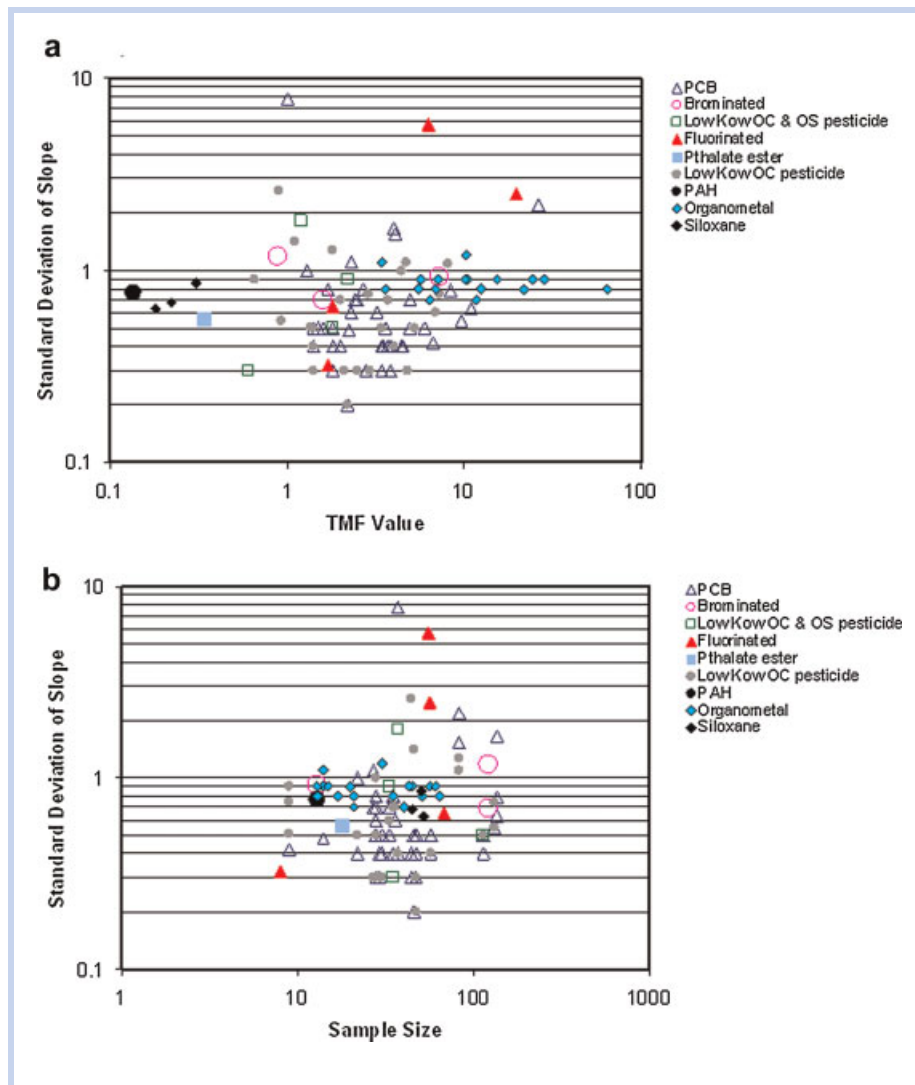 a
10
1
0.1
Standard Deviation of Slope
0.1
1
10
100
TMF Value
PCB
Brominated
LowKowOC & OS pesticide
Fluorinated
Pthalate ester
LowKowOC pesticide
PAH
Organometal
Siloxane
b
10
1
0.1
Standard Deviation of Slope
1
10
100
1000
Sample Size
PCB
Brominated
LowKowOC & OS pesticide
Fluorinated
Pthalate ester
LowKowOC pesticide
PAH
Organometal
Siloxane